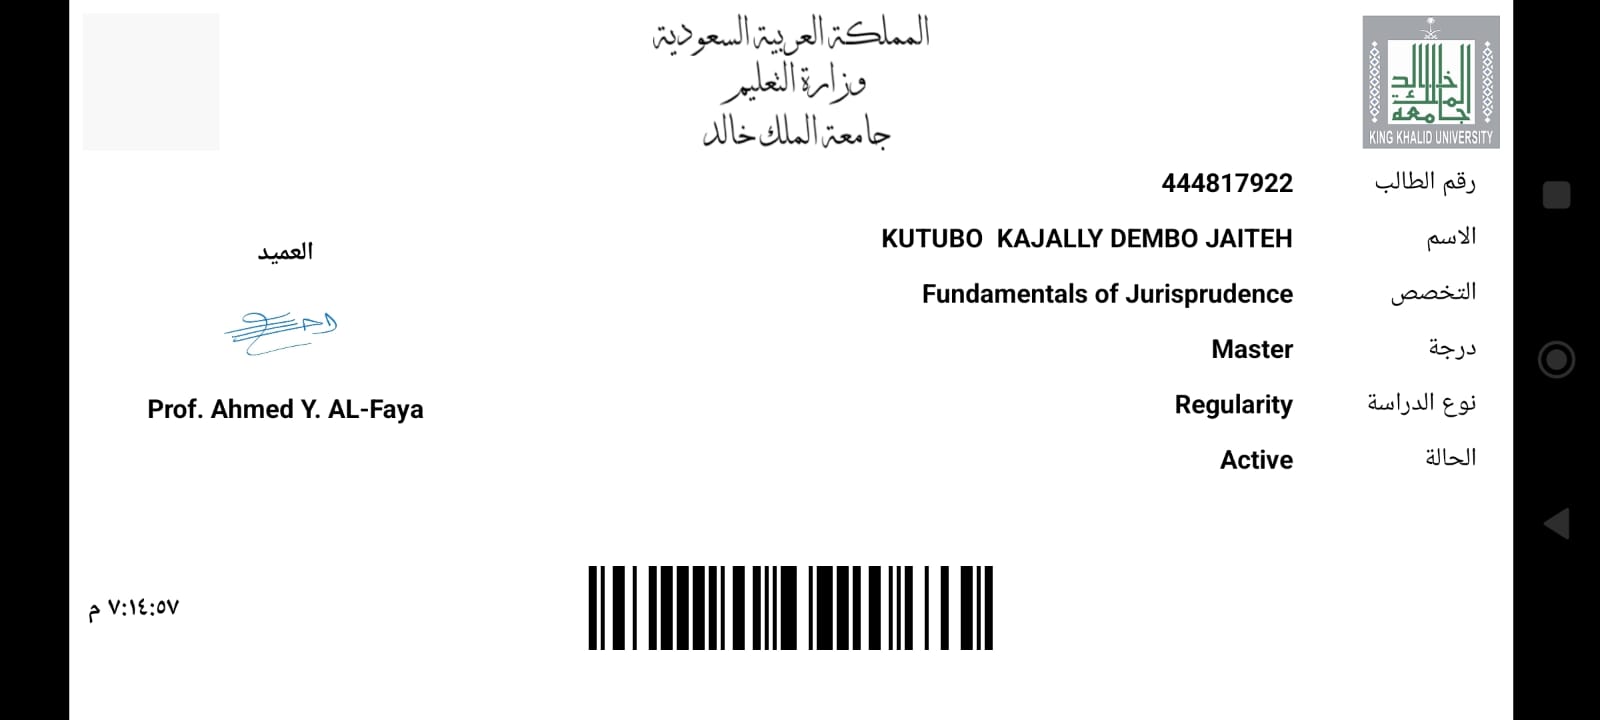 المملكة العربية السعودية
وزارة التعليم
جامعة الملك خالد
جامعة الملك خالد
KING KHALID UNIVERSITY
رقم الطالب 444817922
الاسم KUTUBO KAJALLY DEMBO JAITEH
التخصص Fundamentals of Jurisprudence
درجة Master
نوع الدراسة Regularity
الحالة Active
العميد
Prof. Ahmed Y. AL-Faya
٧:١٤:٥٧ م